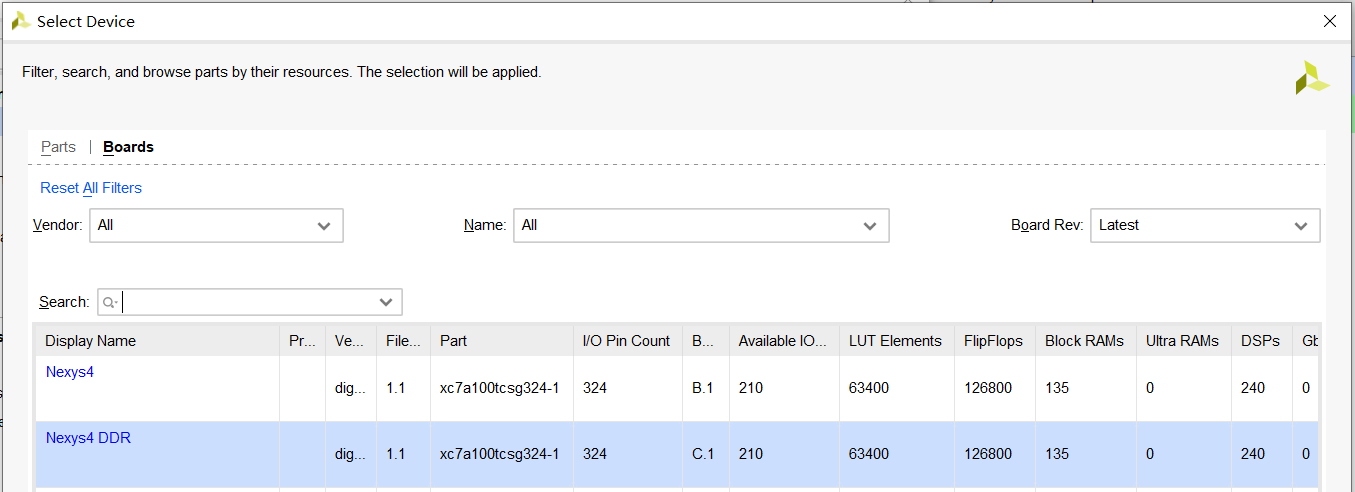 Select Device
Filter, search, and browse parts by their resources. The selection will be applied.
Parts | Boards
Reset All Filters
Vendor: All Name: All Board Rev: Latest
Search:
Display Name Pr... Ve... File... Part I/O Pin Count B... Available IO... LUT Elements FlipFlops Block RAMs Ultra RAMs DSPs Gb
Nexys4
dig... 1.1 xc7a100tcsg324-1 324 B.1 210 63400 126800 135 0 240 0
Nexys4 DDR
dig... 1.1 xc7a100tcsg324-1 324 C.1 210 63400 126800 135 0 240 0